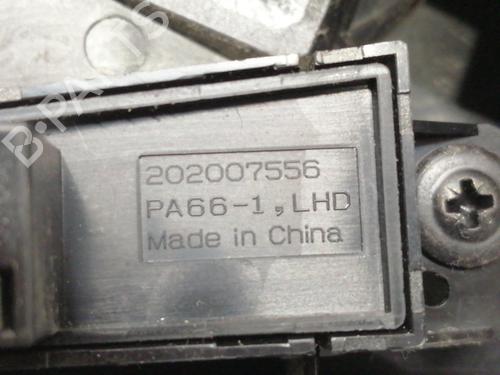 B-PARTS
202007556
PA66-1, LHD
Made in China